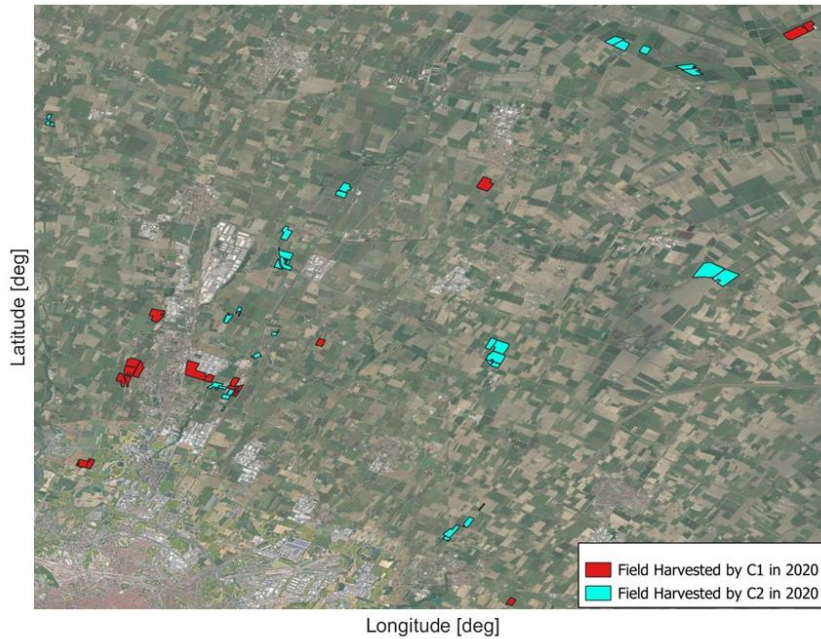 Latitude [deg]
Field Harvested by C1 in 2020
Field Harvested by C2 in 2020
Longitude [deg]